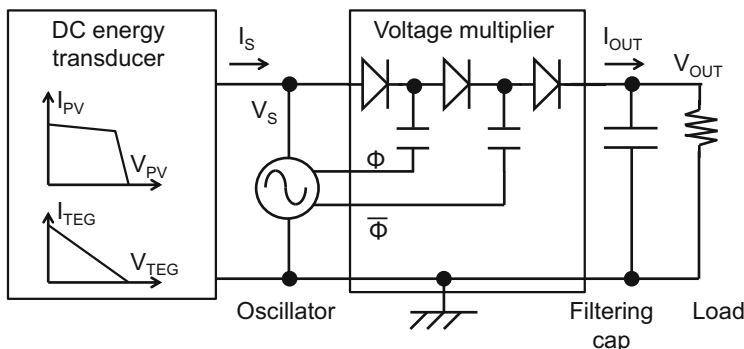 DC energy
transducer
I_PV
V_PV
I_TEG
V_TEG
I_S
V_S
Voltage multiplier
Φ
Φ̅
I_OUT
V_OUT
Oscillator
Filtering
cap
Load